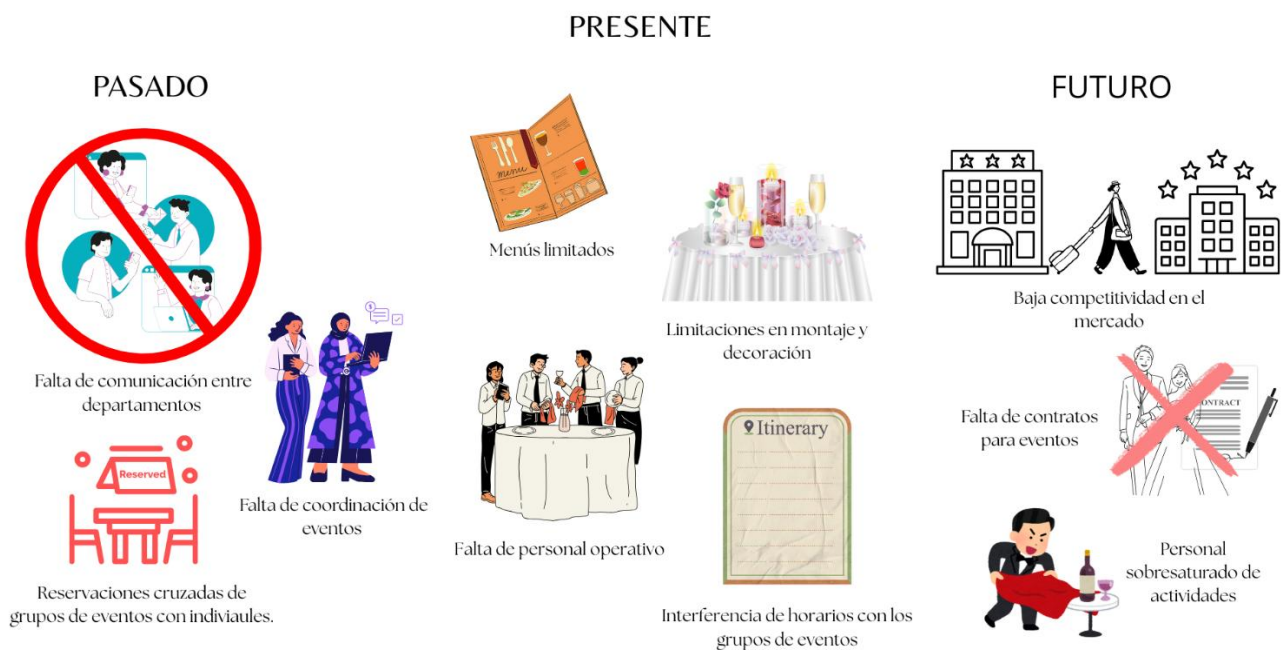 PRESENTE
PASADO
FUTURO
menu
Menús limitados
Limitaciones en montaje y
decoración
Baja competitividad en el
mercado
Falta de comunicación entre
departamentos
Reserved
Falta de coordinación de
eventos
Reservaciones cruzadas de
grupos de eventos con indiviaules.
Falta de personal operativo
Itinerary
Interferencia de horarios con los
grupos de eventos
CONTRACT
Falta de contratos
para eventos
Personal
sobresaturado de
actividades